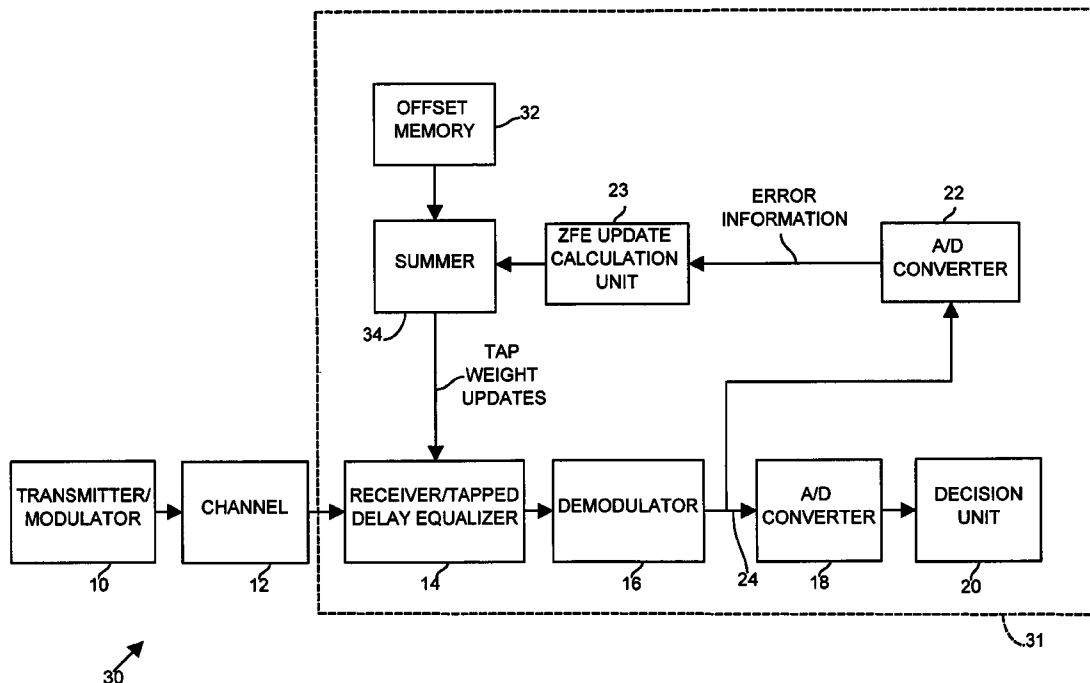 OFFSET
MEMORY
32
SUMMER
34
23
ZFE UPDATE
CALCULATION
UNIT
ERROR
INFORMATION
22
A/D
CONVERTER
TAP
WEIGHT
UPDATES
TRANSMITTER/
MODULATOR
10
CHANNEL
12
RECEIVER/TAPPED
DELAY EQUALIZER
14
DEMODULATOR
16
24
A/D
CONVERTER
18
DECISION
UNIT
20
31
30